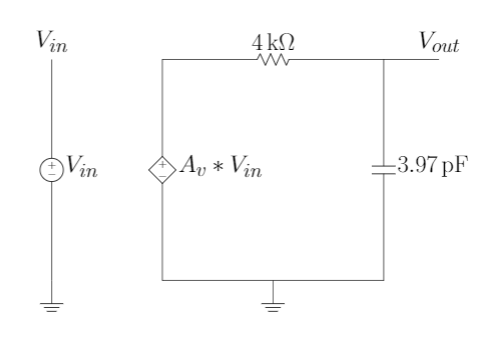 V_in 4 kΩ V_out
V_in A_v * V_in 3.97 pF